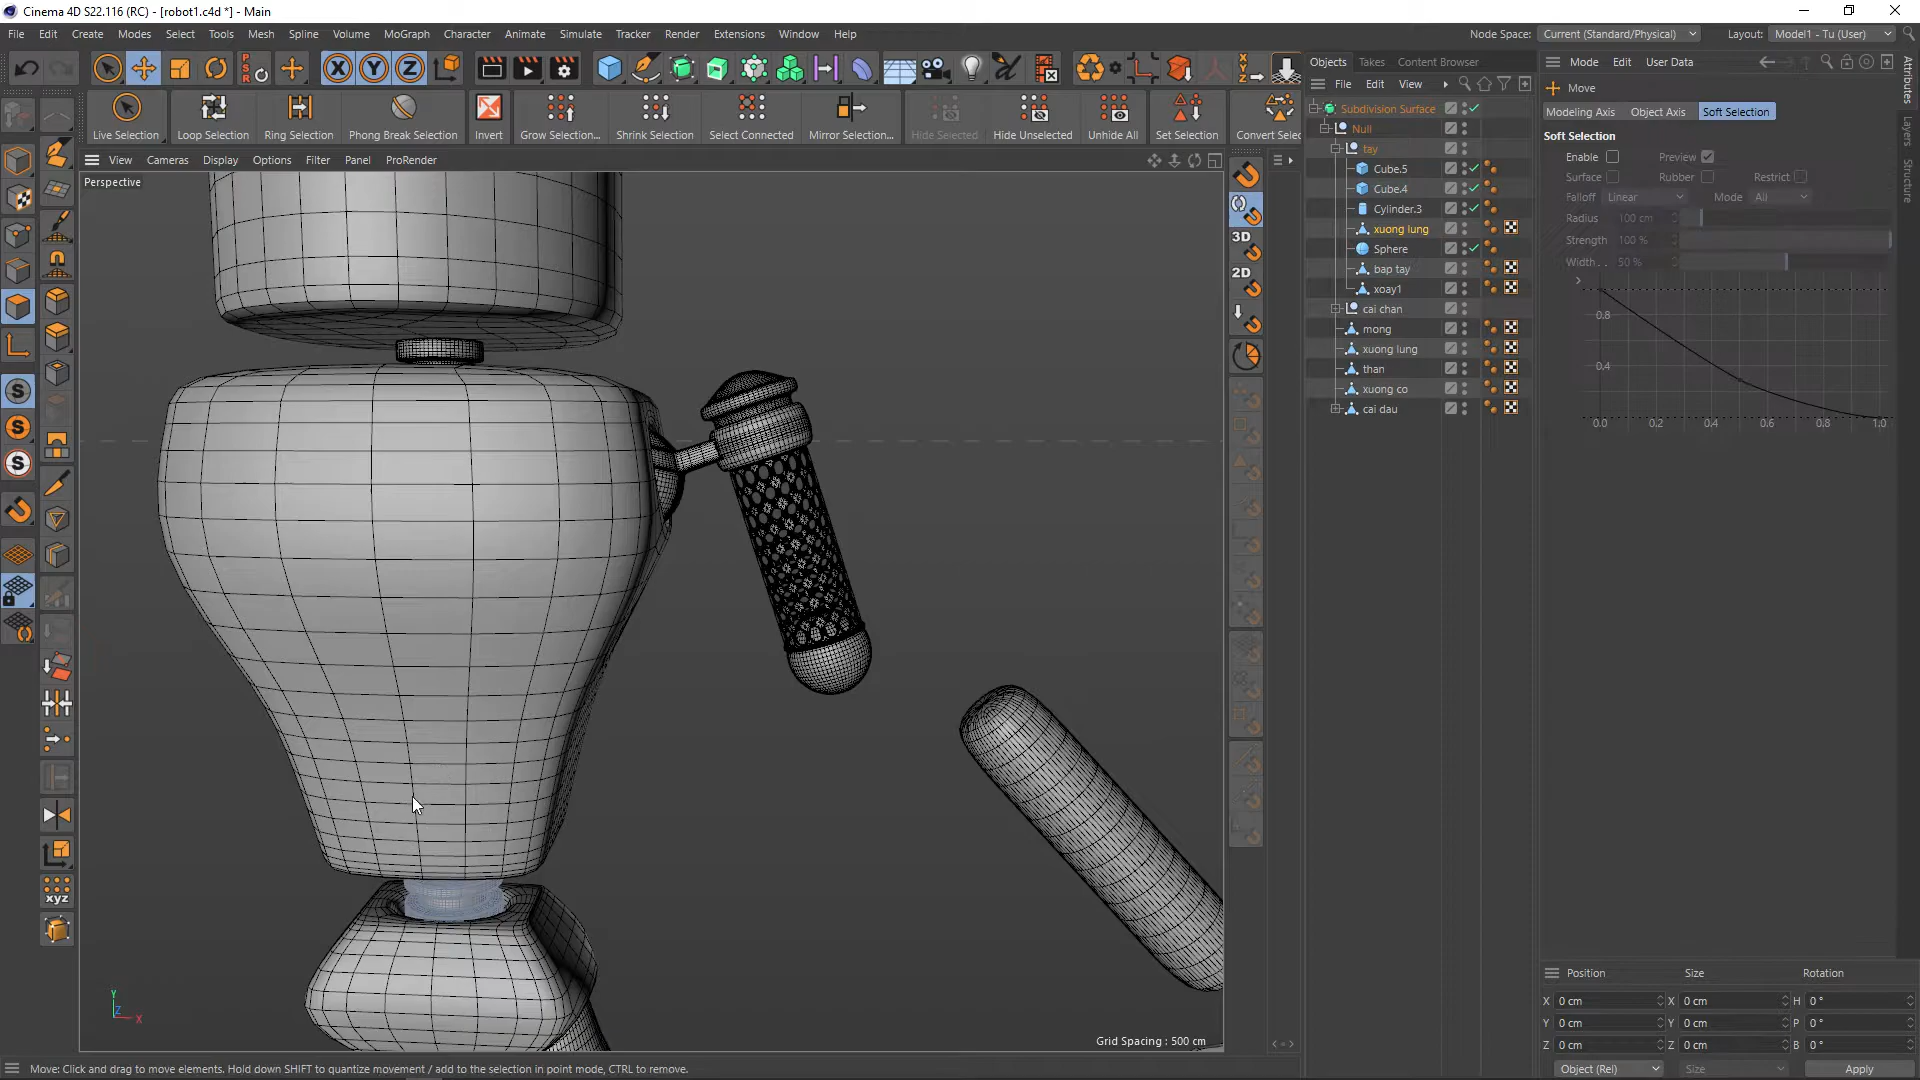 Cinema 4D S22.116 (RC) - [robot1.c4d *] - Main
File Edit Create Modes Select Tools Mesh Spline Volume MoGraph Character Animate Simulate Tracker Render Extensions Window Help
Node Space: Current (Standard/Physical) Layout: Model1 - Tu (User)
PSR X Y Z
Live Selection Loop Selection Ring Selection Phong Break Selection Invert Grow Selection... Shrink Selection Select Connected Mirror Selection... Hide Selected Hide Unselected Unhide All Set Selection Convert Selec
View Cameras Display Options Filter Panel ProRender
Perspective
3D
2D
S
S
S
xyz
Y
Z
X
Grid Spacing : 500 cm
Objects Takes Content Browser
File Edit View
Subdivision Surface
Null
tay
Cube.5
Cube.4
Cylinder.3
xuong lung
Sphere
bap tay
xoay1
cai chan
mong
xuong lung
than
xuong co
cai dau
Mode Edit User Data
Move
Modeling Axis Object Axis Soft Selection
Soft Selection
Enable Preview
Surface Rubber Restrict
Falloff Linear Mode All
Radius 100 cm
Strength 100 %
Width . . 50 %
0.8
0.4
0.0 0.2 0.4 0.6 0.8 1.0
Attributes
Layers
Structure
Position Size Rotation
X 0 cm X 0 cm H 0 °
Y 0 cm Y 0 cm P 0 °
Z 0 cm Z 0 cm B 0 °
Object (Rel) Size Apply
Move: Click and drag to move elements. Hold down SHIFT to quantize movement / add to the selection in point mode, CTRL to remove.